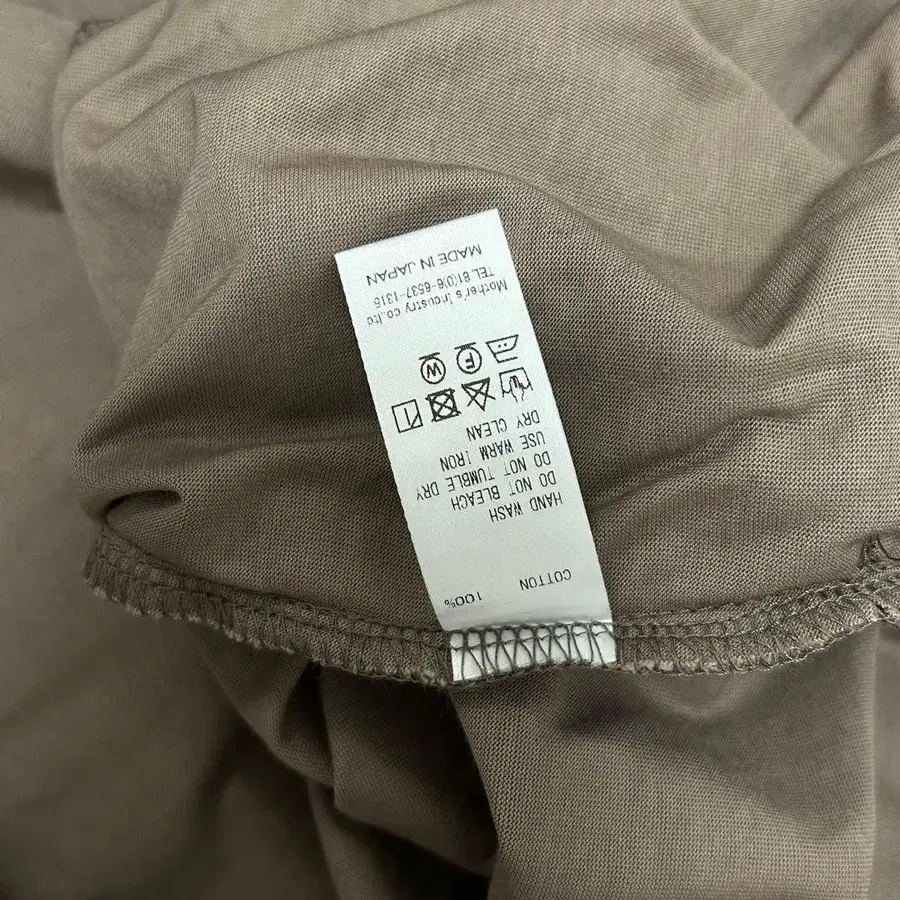 COTTON 100%
HAND WASH
DO NOT BLEACH
DO NOT TUMBLE DRY
USE WARM IRON
DRY CLEAN
F W
Mother's Industry co.,ltd
TEL 81(0)6-6537-1315
MADE IN JAPAN